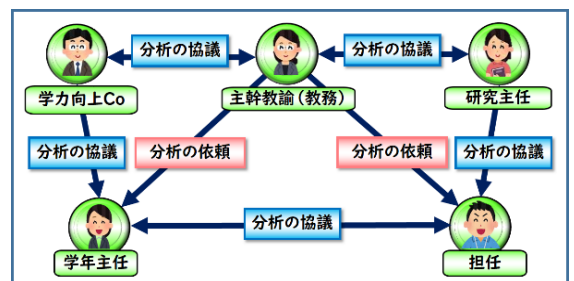 分析の協議
分析の協議
学力向上Co
主幹教諭(教務)
研究主任
分析の協議
分析の依頼
分析の依頼
分析の協議
分析の協議
学年主任
担任